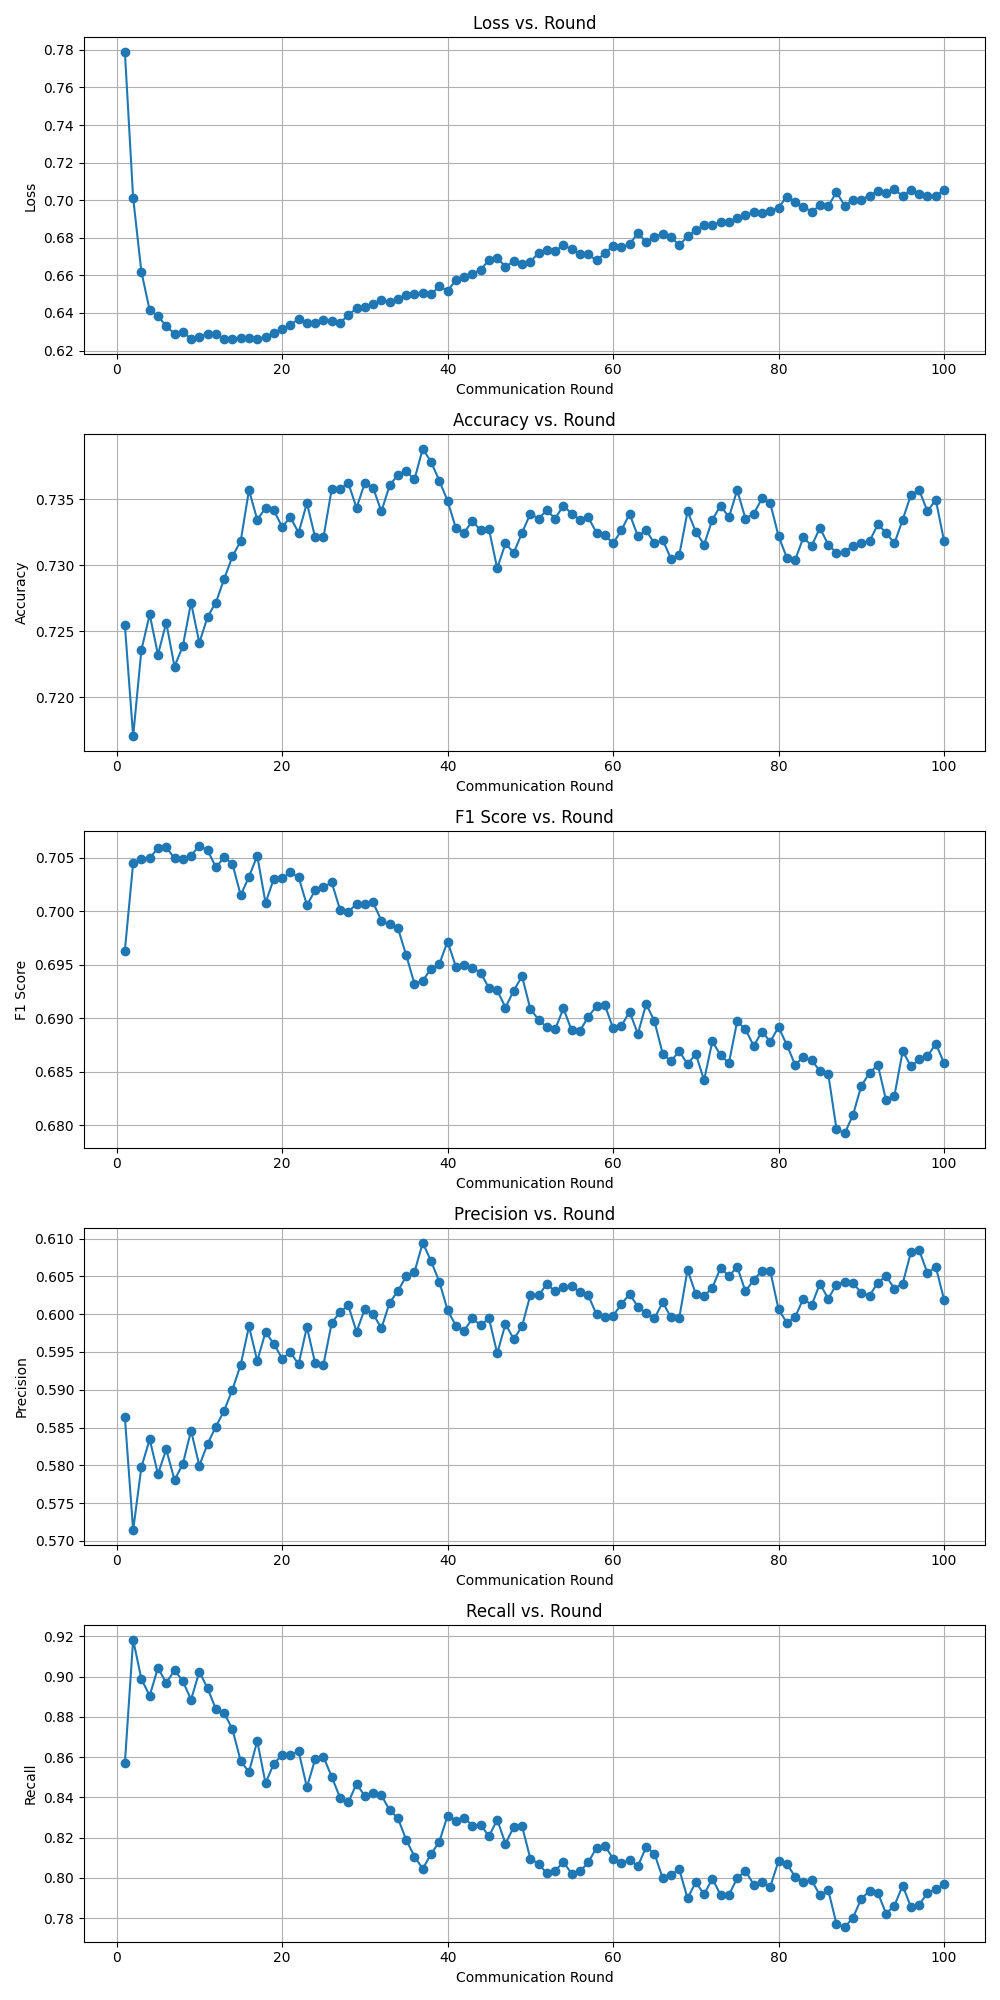 Loss vs. Round
0.78
0.76
0.74
0.72
0.70
0.68
0.66
0.64
0.62
Loss
0 20 40 60 80 100
Communication Round
Accuracy vs. Round
0.735
0.730
0.725
0.720
Accuracy
0 20 40 60 80 100
Communication Round
F1 Score vs. Round
0.705
0.700
0.695
0.690
0.685
0.680
F1 Score
0 20 40 60 80 100
Communication Round
Precision vs. Round
0.610
0.605
0.600
0.595
0.590
0.585
0.580
0.575
0.570
Precision
0 20 40 60 80 100
Communication Round
Recall vs. Round
0.92
0.90
0.88
0.86
0.84
0.82
0.80
0.78
Recall
0 20 40 60 80 100
Communication Round